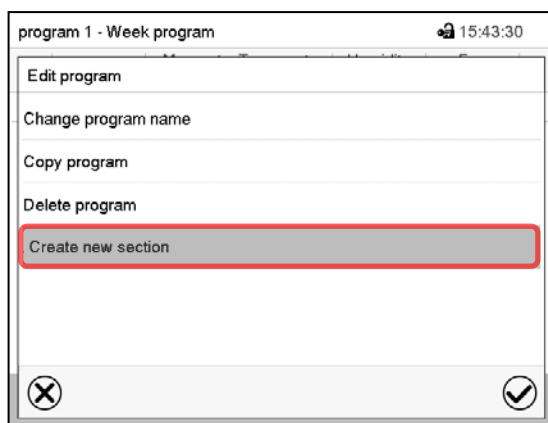 program 1 - Week program 15:43:30
Edit program
Change program name
Copy program
Delete program
Create new section